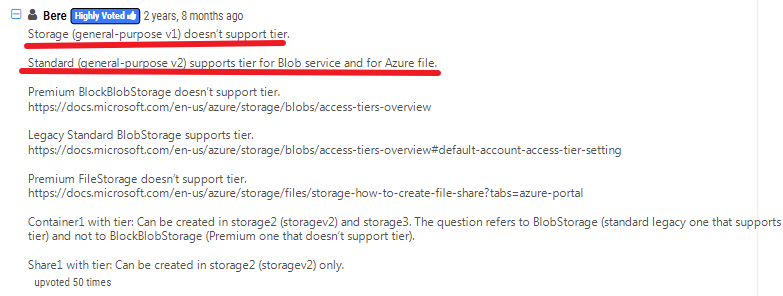 Bere Highly Voted 2 years, 8 months ago
Storage (general-purpose v1) doesn't support tier.
Standard (general-purpose v2) supports tier for Blob service and for Azure file.
Premium BlockBlobStorage doesn't support tier.
https://docs.microsoft.com/en-us/azure/storage/blobs/access-tiers-overview
Legacy Standard BlobStorage supports tier.
https://docs.microsoft.com/en-us/azure/storage/blobs/access-tiers-overview#default-account-access-tier-setting
Premium FileStorage doesn't support tier.
https://docs.microsoft.com/en-us/azure/storage/files/storage-how-to-create-file-share?tabs=azure-portal
Container1 with tier: Can be created in storage2 (storagev2) and storage3. The question refers to BlobStorage (standard legacy one that supports
tier) and not to BlockBlobStorage (Premium one that doesn't support tier).
Share1 with tier: Can be created in storage2 (storagev2) only.
upvoted 50 times